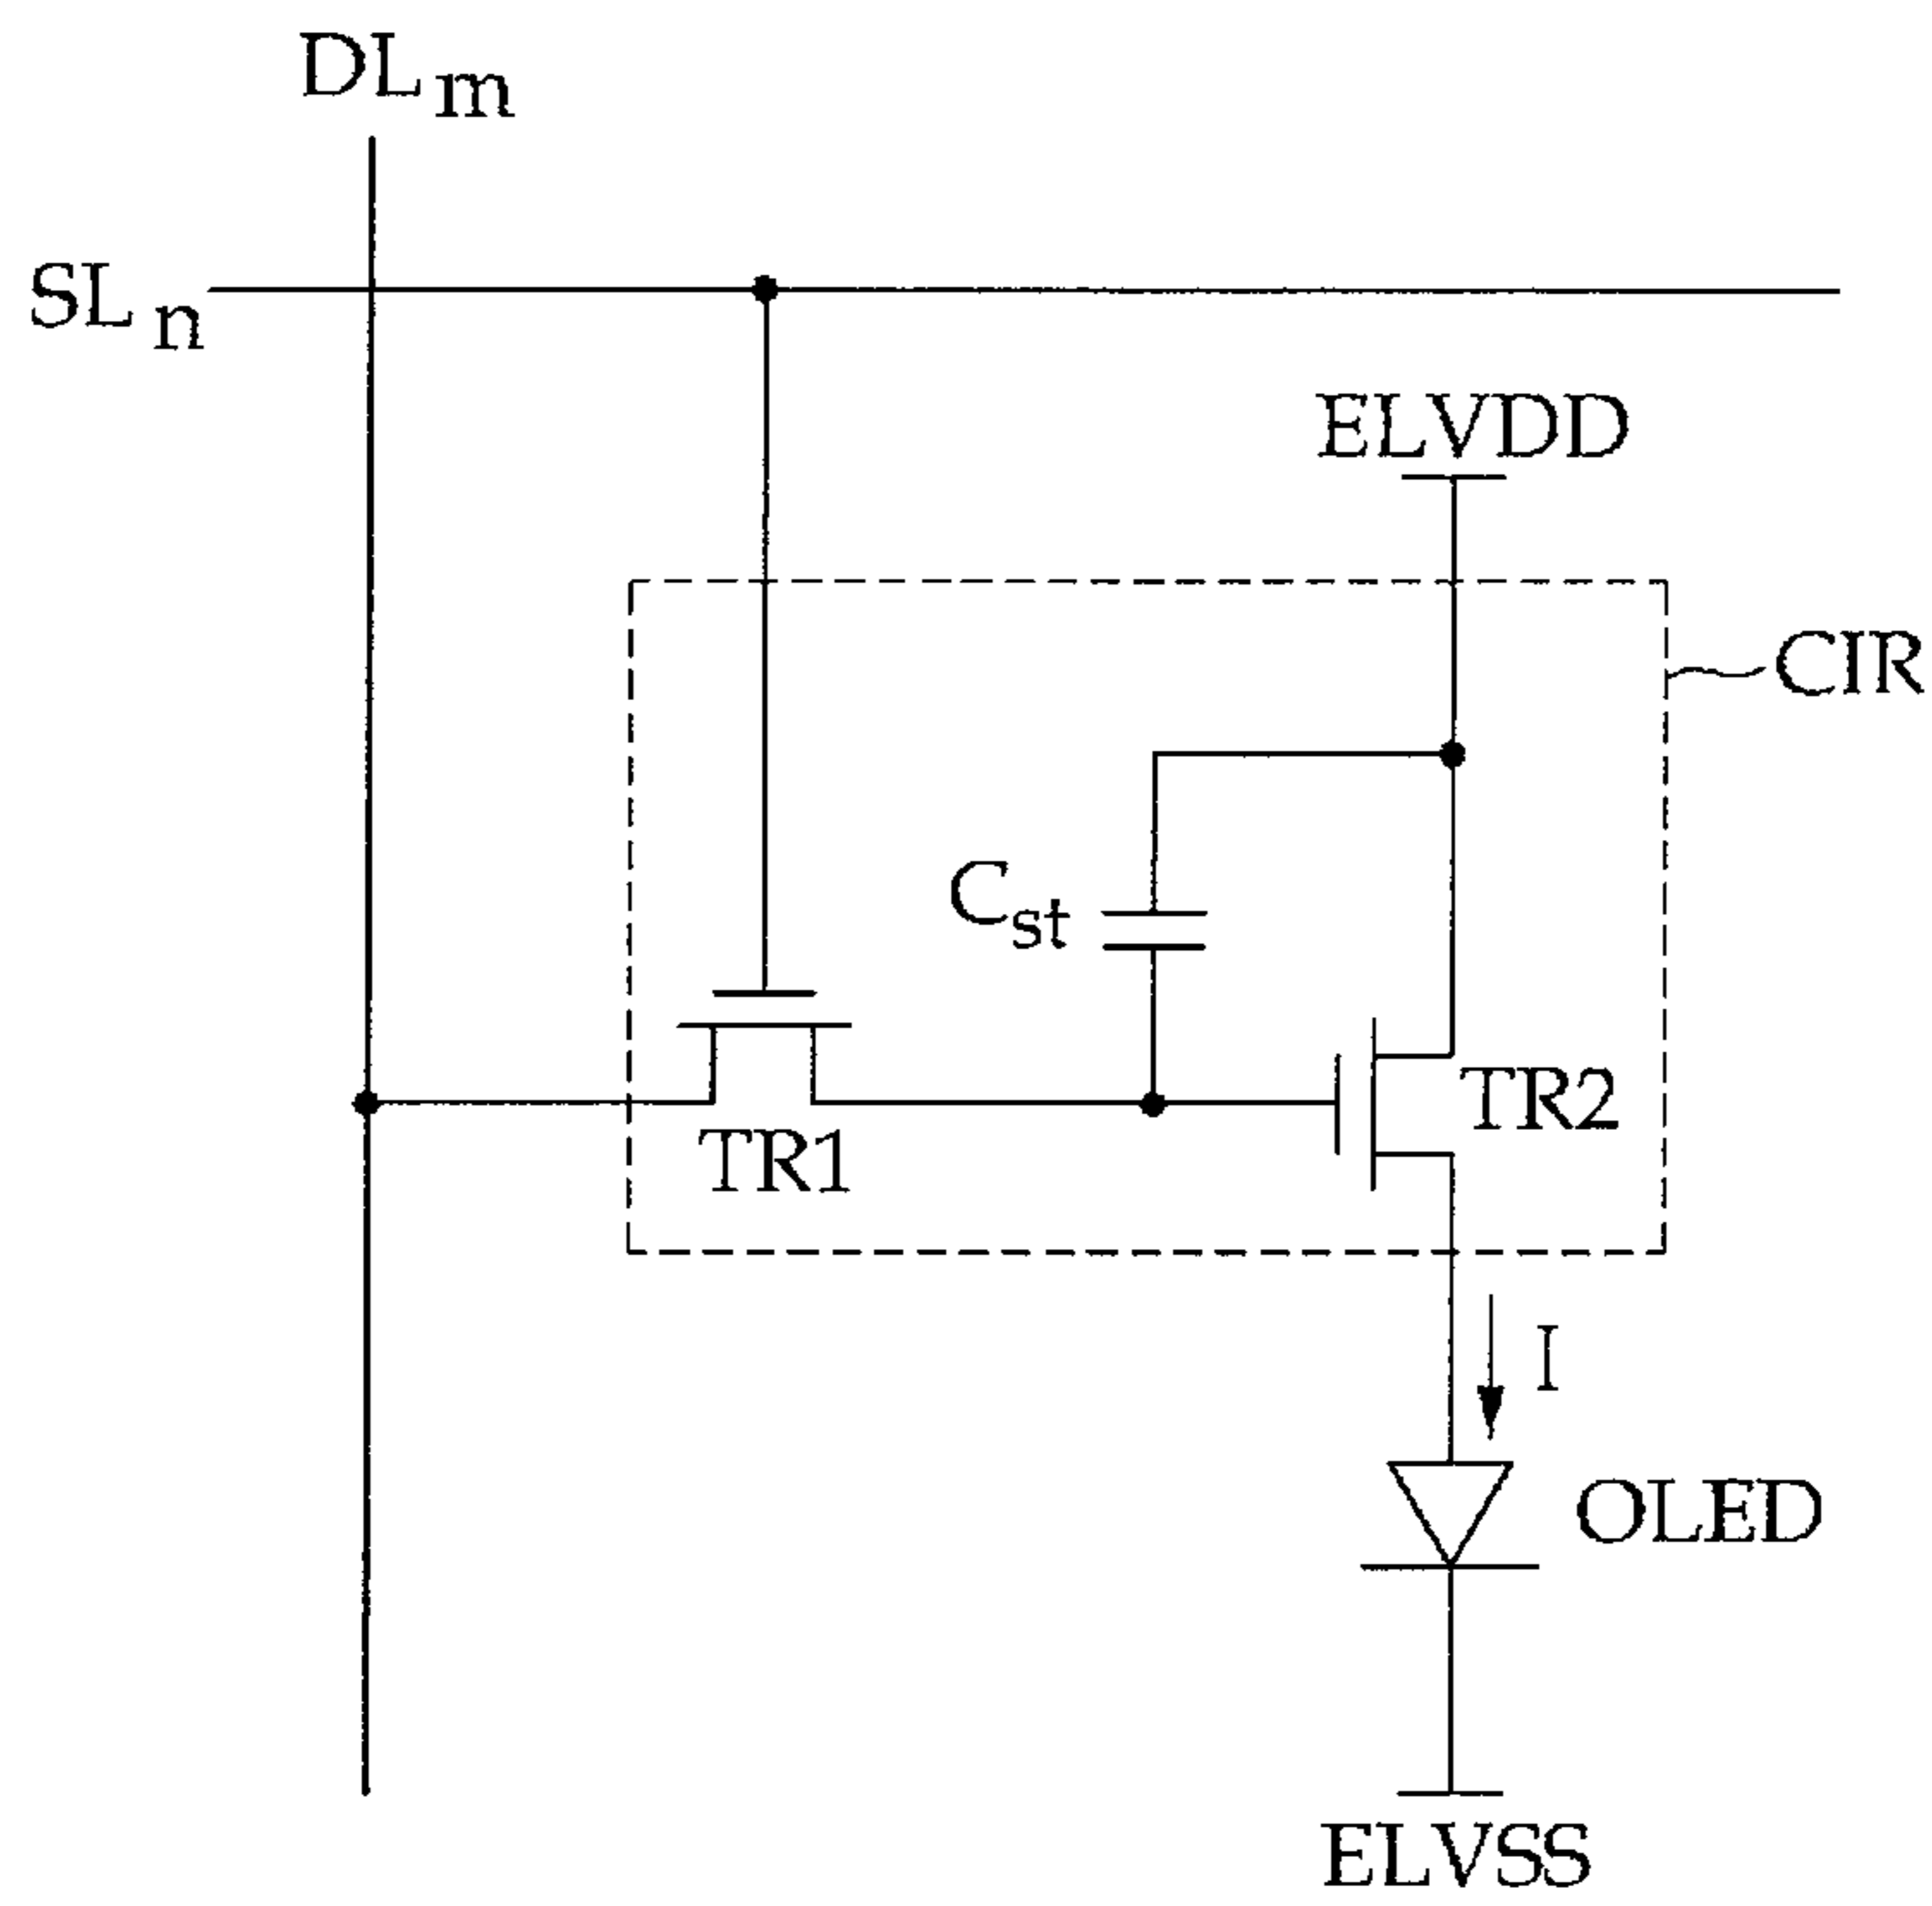 DLm
SLn
ELVDD
CIR
Cst
TR2
TR1
I
OLED
ELVSS